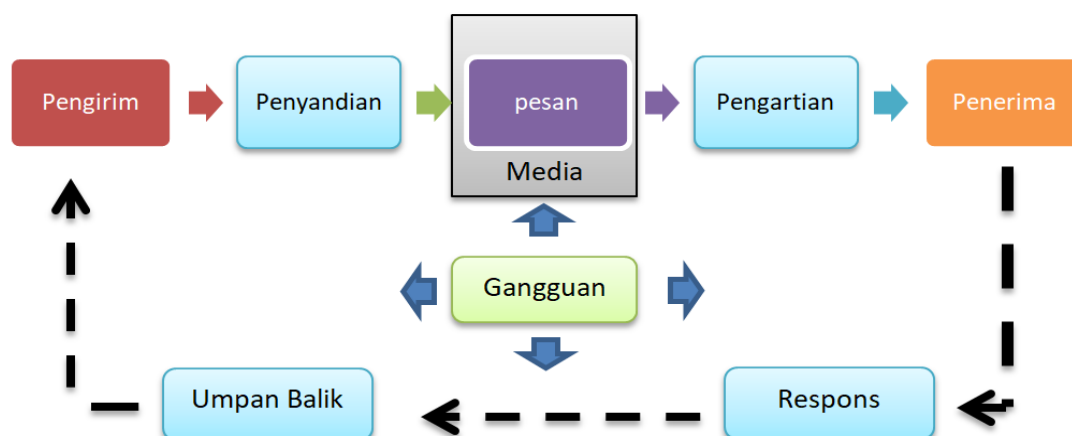 Pengirim
Penyandian
pesan
Media
Pengartian
Penerima
Gangguan
Umpan Balik
Respons